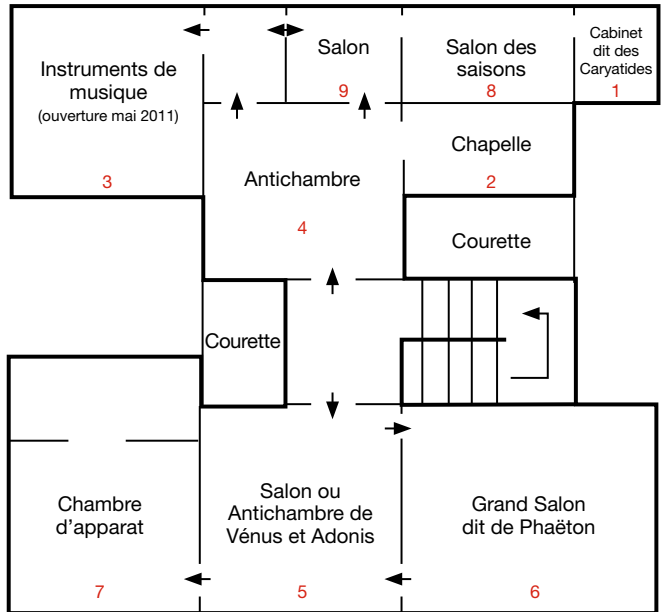 Instruments de
musique
(ouverture mai 2011)
3
Salon
9
Salon des
saisons
8
Cabinet
dit des
Caryatides
1
Chapelle
2
Antichambre
4
Courette
Courette
Chambre
d'apparat
7
Salon ou
Antichambre de
Vénus et Adonis
5
Grand Salon
dit de Phaëton
6